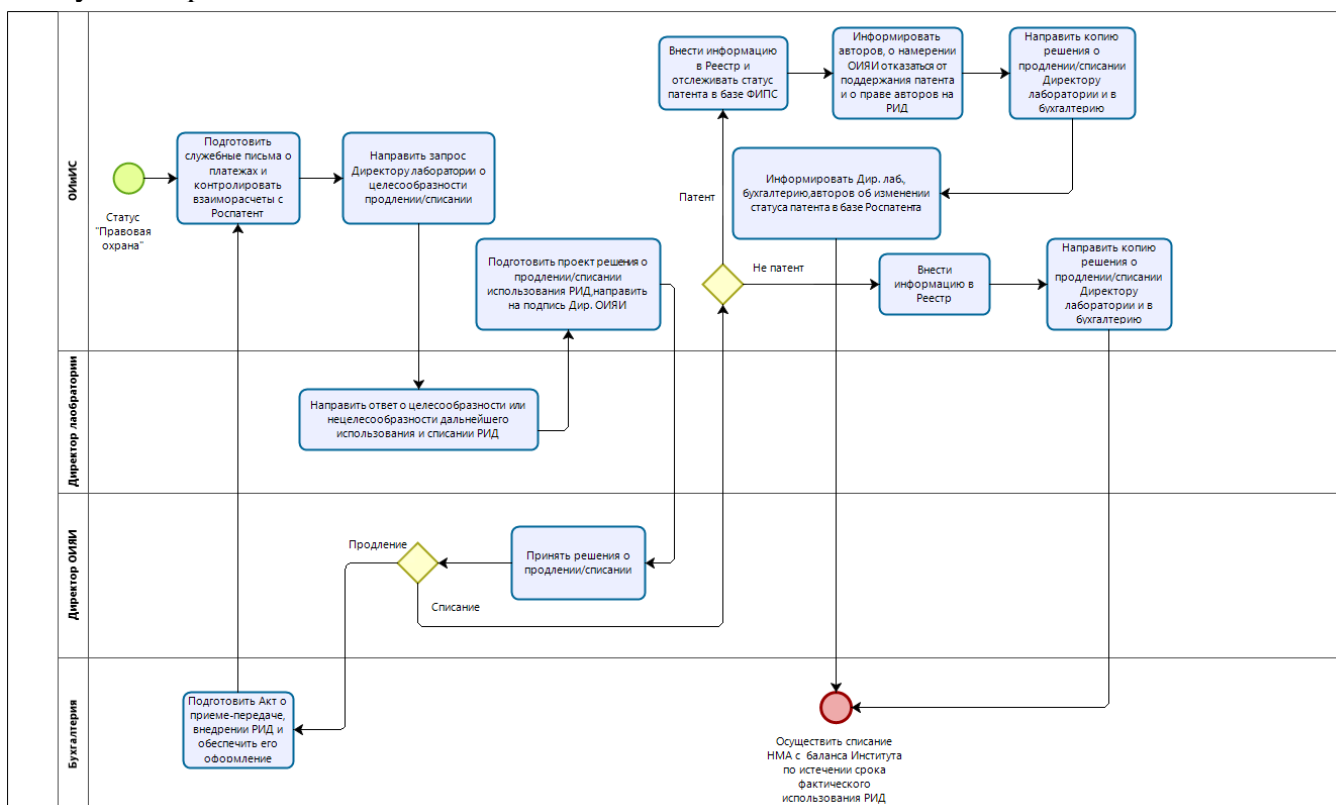 ОИиИС
Статус
"Правовая
охрана"
Подготовить
служебные письма о
платежах и
контролировать
взаиморасчеты с
Роспатент
Направить запрос
Директору лаборатории о
целесообразности
продлении/списании
Подготовить проект решения о
продлении/списании
использования РИД,направить
на подпись Дир. ОИЯИ
Внести информацию
в Реестр и
отслеживать статус
патента в базе ФИПС
Информировать
авторов, о намерении
ОИЯИ отказаться от
поддержания патента
и о праве авторов на
РИД
Направить копию
решения о
продлении/списании
Директору
лаборатории и в
бухгалтерию
Патент
Информировать Дир. лаб.,
бухгалтерию,авторов об изменении
статуса патента в базе Роспатента
Не патент
Внести
информацию в
Реестр
Направить копию
решения о
продлении/списании
Директору
лаборатории и в
бухгалтерию
Директор лаобратории
Направить ответ о целесообразности или
нецелесообразности дальнейшего
использования и списании РИД
Директор ОИЯИ
Продление
Принять решения о
продлении/списании
Списание
Бухгалтерия
Подготовить Акт о
приеме-передаче,
внедрении РИД и
обеспечить его
оформление
Осуществить списание
НМА с баланса Института
по истечении срока
фактического
использования РИД